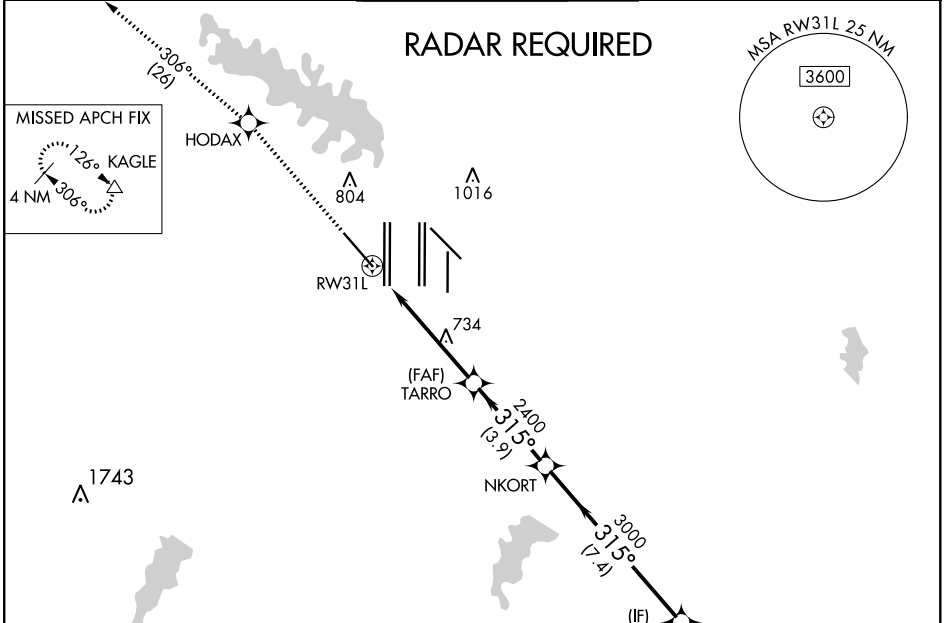 RADAR REQUIRED
MSA RW31L 25 NM
3600
306°
(26)
MISSED APCH FIX
126°
KAGLE
4 NM
306°
HODAX
804
1016
RW31L
734
(FAF)
TARRO
2400
315°
(3.9)
NKORT
1743
3000
315°
(7.4)
(IF)